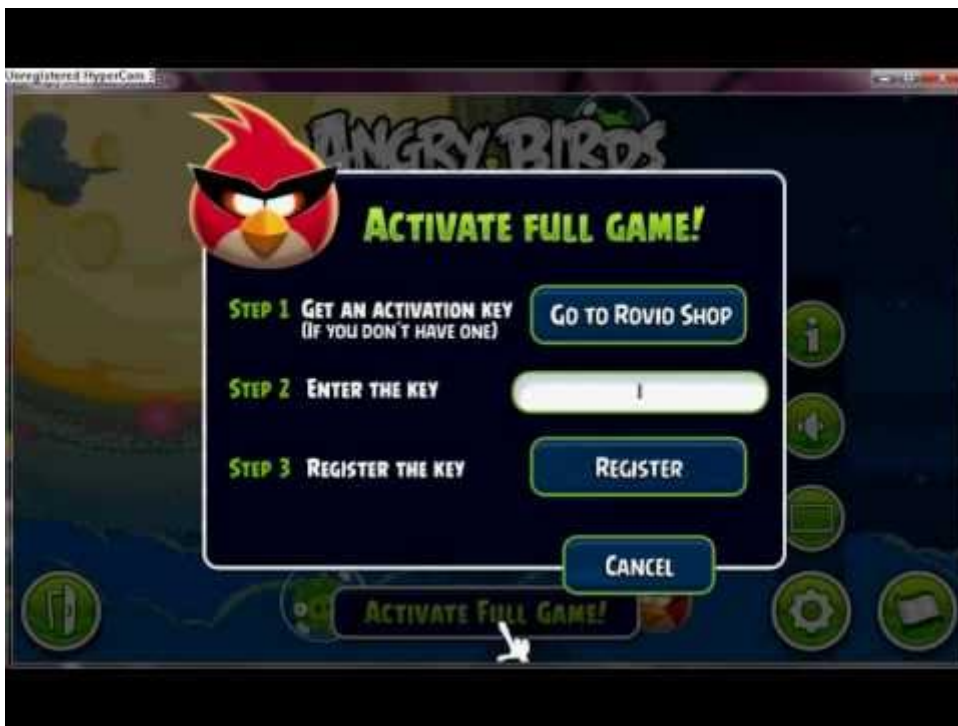 Unregistered HyperCam 3
ANGRY BIRDS
ACTIVATE FULL GAME!
STEP 1 GET AN ACTIVATION KEY
(IF YOU DON'T HAVE ONE)
GO TO ROVIO SHOP
STEP 2 ENTER THE KEY
STEP 3 REGISTER THE KEY
REGISTER
CANCEL
ACTIVATE FULL GAME!